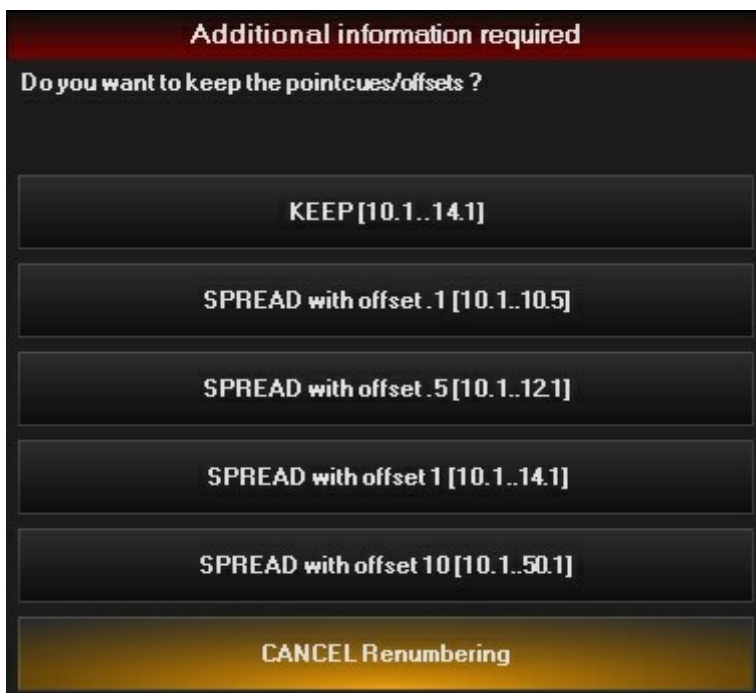 Additional information required
Do you want to keep the pointcues/offsets ?
KEEP [10.1..14.1]
SPREAD with offset .1 [10.1..10.5]
SPREAD with offset .5 [10.1..12.1]
SPREAD with offset 1 [10.1..14.1]
SPREAD with offset 10 [10.1..50.1]
CANCEL Renumbering